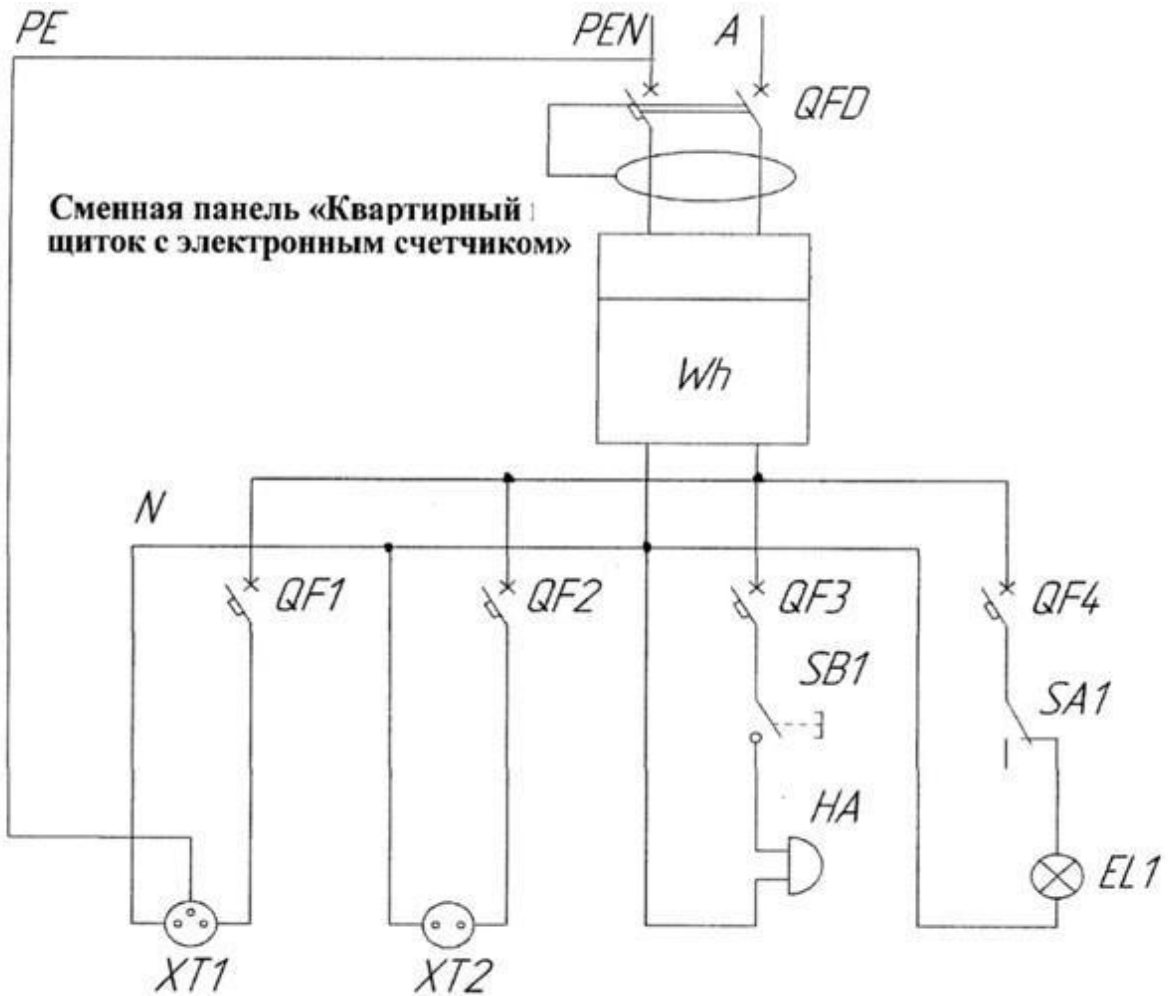 PE
PEN
A
QFD
Сменная панель «Квартирный
щиток с электронным счетчиком»
Wh
N
QF1
QF2
QF3
QF4
SB1
SA1
HA
EL1
XT1
XT2